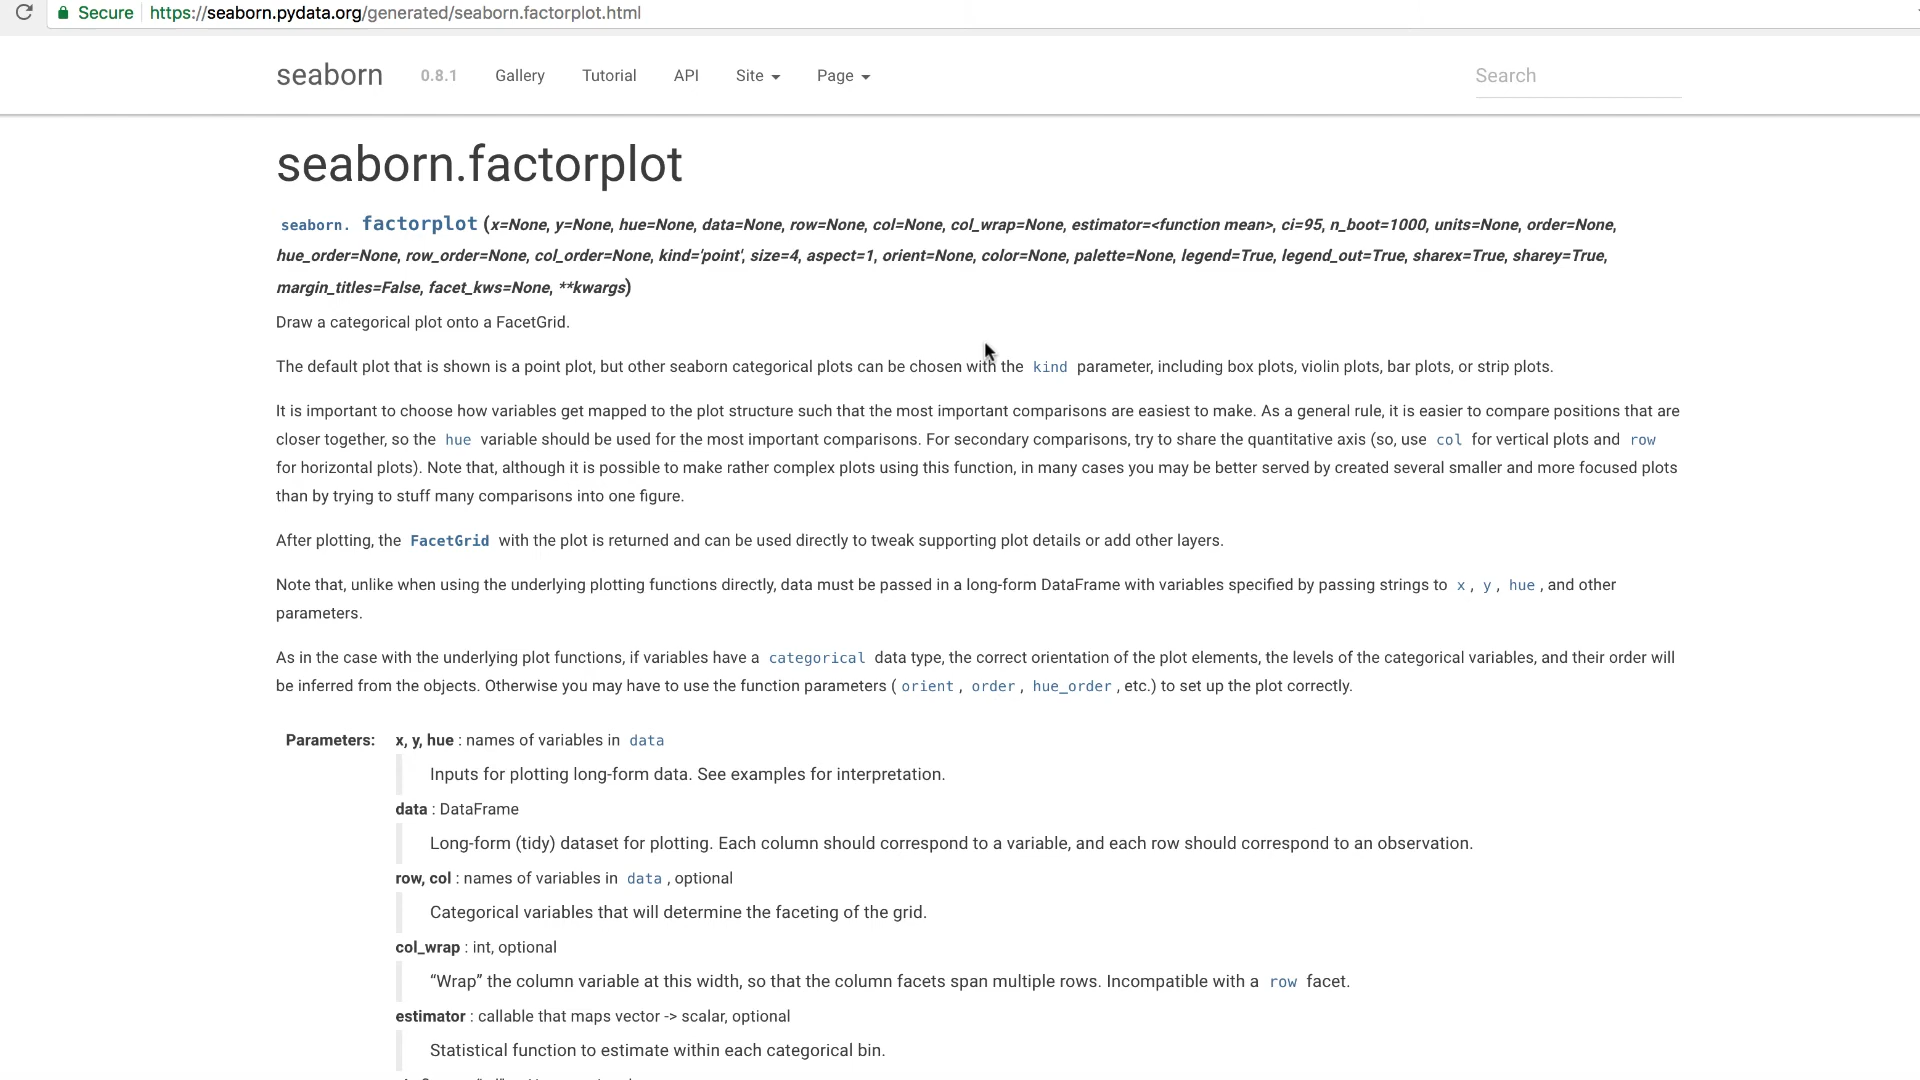 Secure https://seaborn.pydata.org/generated/seaborn.factorplot.html
seaborn 0.8.1 Gallery Tutorial API Site Page Search
seaborn.factorplot
seaborn. factorplot (x=None, y=None, hue=None, data=None, row=None, col=None, col_wrap=None, estimator=<function mean>, ci=95, n_boot=1000, units=None, order=None,
hue_order=None, row_order=None, col_order=None, kind='point', size=4, aspect=1, orient=None, color=None, palette=None, legend=True, legend_out=True, sharex=True, sharey=True,
margin_titles=False, facet_kws=None, **kwargs)
Draw a categorical plot onto a FacetGrid.
The default plot that is shown is a point plot, but other seaborn categorical plots can be chosen with the kind parameter, including box plots, violin plots, bar plots, or strip plots.
It is important to choose how variables get mapped to the plot structure such that the most important comparisons are easiest to make. As a general rule, it is easier to compare positions that are
closer together, so the hue variable should be used for the most important comparisons. For secondary comparisons, try to share the quantitative axis (so, use col for vertical plots and row
for horizontal plots). Note that, although it is possible to make rather complex plots using this function, in many cases you may be better served by created several smaller and more focused plots
than by trying to stuff many comparisons into one figure.
After plotting, the FacetGrid with the plot is returned and can be used directly to tweak supporting plot details or add other layers.
Note that, unlike when using the underlying plotting functions directly, data must be passed in a long-form DataFrame with variables specified by passing strings to x, y, hue, and other
parameters.
As in the case with the underlying plot functions, if variables have a categorical data type, the correct orientation of the plot elements, the levels of the categorical variables, and their order will
be inferred from the objects. Otherwise you may have to use the function parameters (orient, order, hue_order, etc.) to set up the plot correctly.
Parameters: x, y, hue : names of variables in data
Inputs for plotting long-form data. See examples for interpretation.
data : DataFrame
Long-form (tidy) dataset for plotting. Each column should correspond to a variable, and each row should correspond to an observation.
row, col : names of variables in data, optional
Categorical variables that will determine the faceting of the grid.
col_wrap : int, optional
“Wrap” the column variable at this width, so that the column facets span multiple rows. Incompatible with a row facet.
estimator : callable that maps vector -> scalar, optional
Statistical function to estimate within each categorical bin.